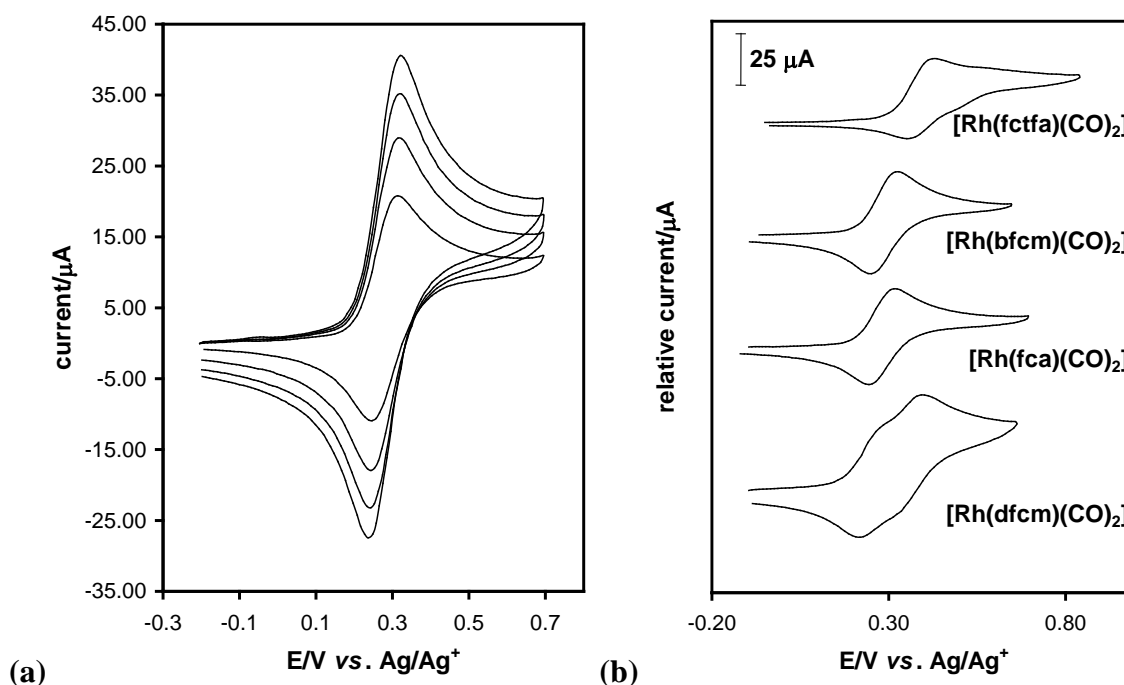 45.00
35.00
25.00
15.00
5.00
-5.00
-15.00
-25.00
-35.00
current/μA
-0.3 -0.1 0.1 0.3 0.5 0.7
E/V vs. Ag/Ag⁺
(a)
25 μA
[Rh(fctfa)(CO)₂]
[Rh(bfcm)(CO)₂]
[Rh(fca)(CO)₂]
[Rh(dfcm)(CO)₂]
relative current/μA
-0.20 0.30 0.80
E/V vs. Ag/Ag⁺
(b)